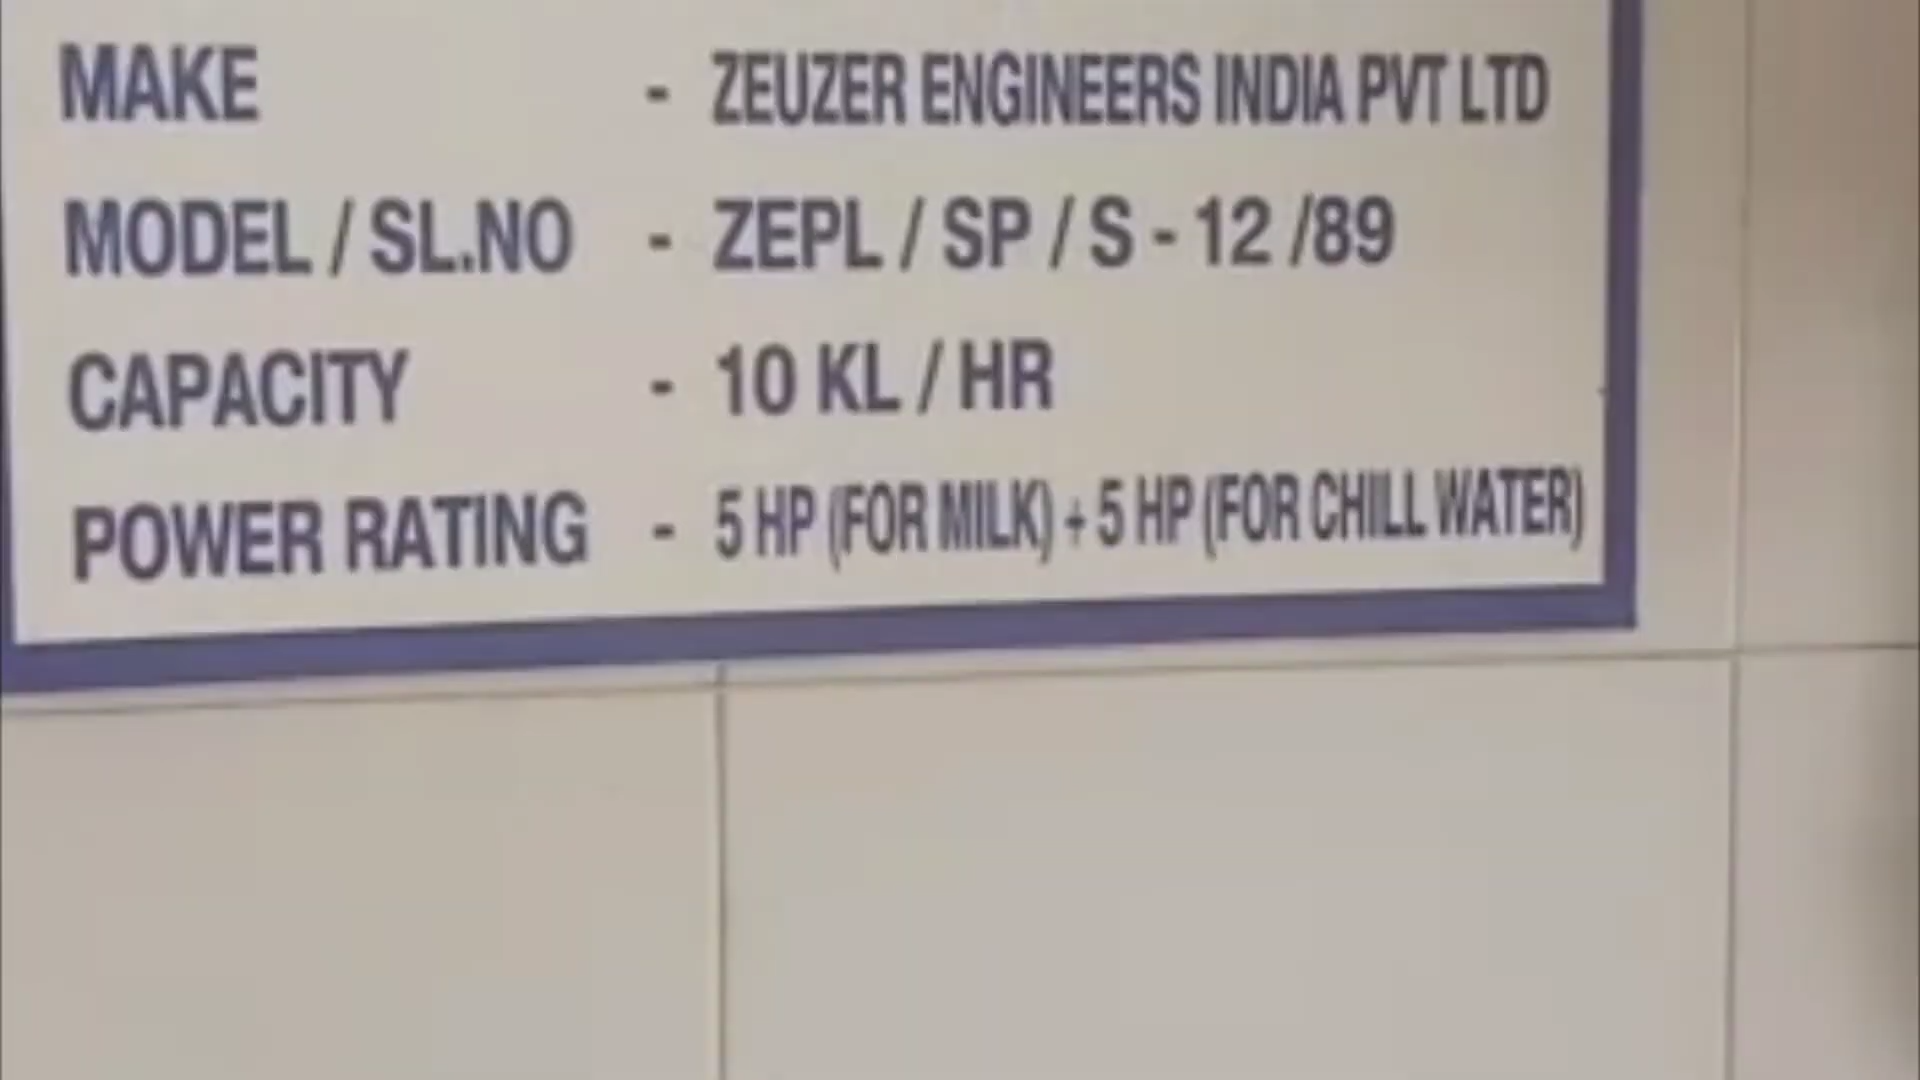 MAKE - ZEUZER ENGINEERS INDIA PVT LTD
MODEL / SL.NO - ZEPL / SP / S - 12 /89
CAPACITY - 10 KL / HR
POWER RATING - 5 HP (FOR MILK) + 5 HP (FOR CHILL WATER)